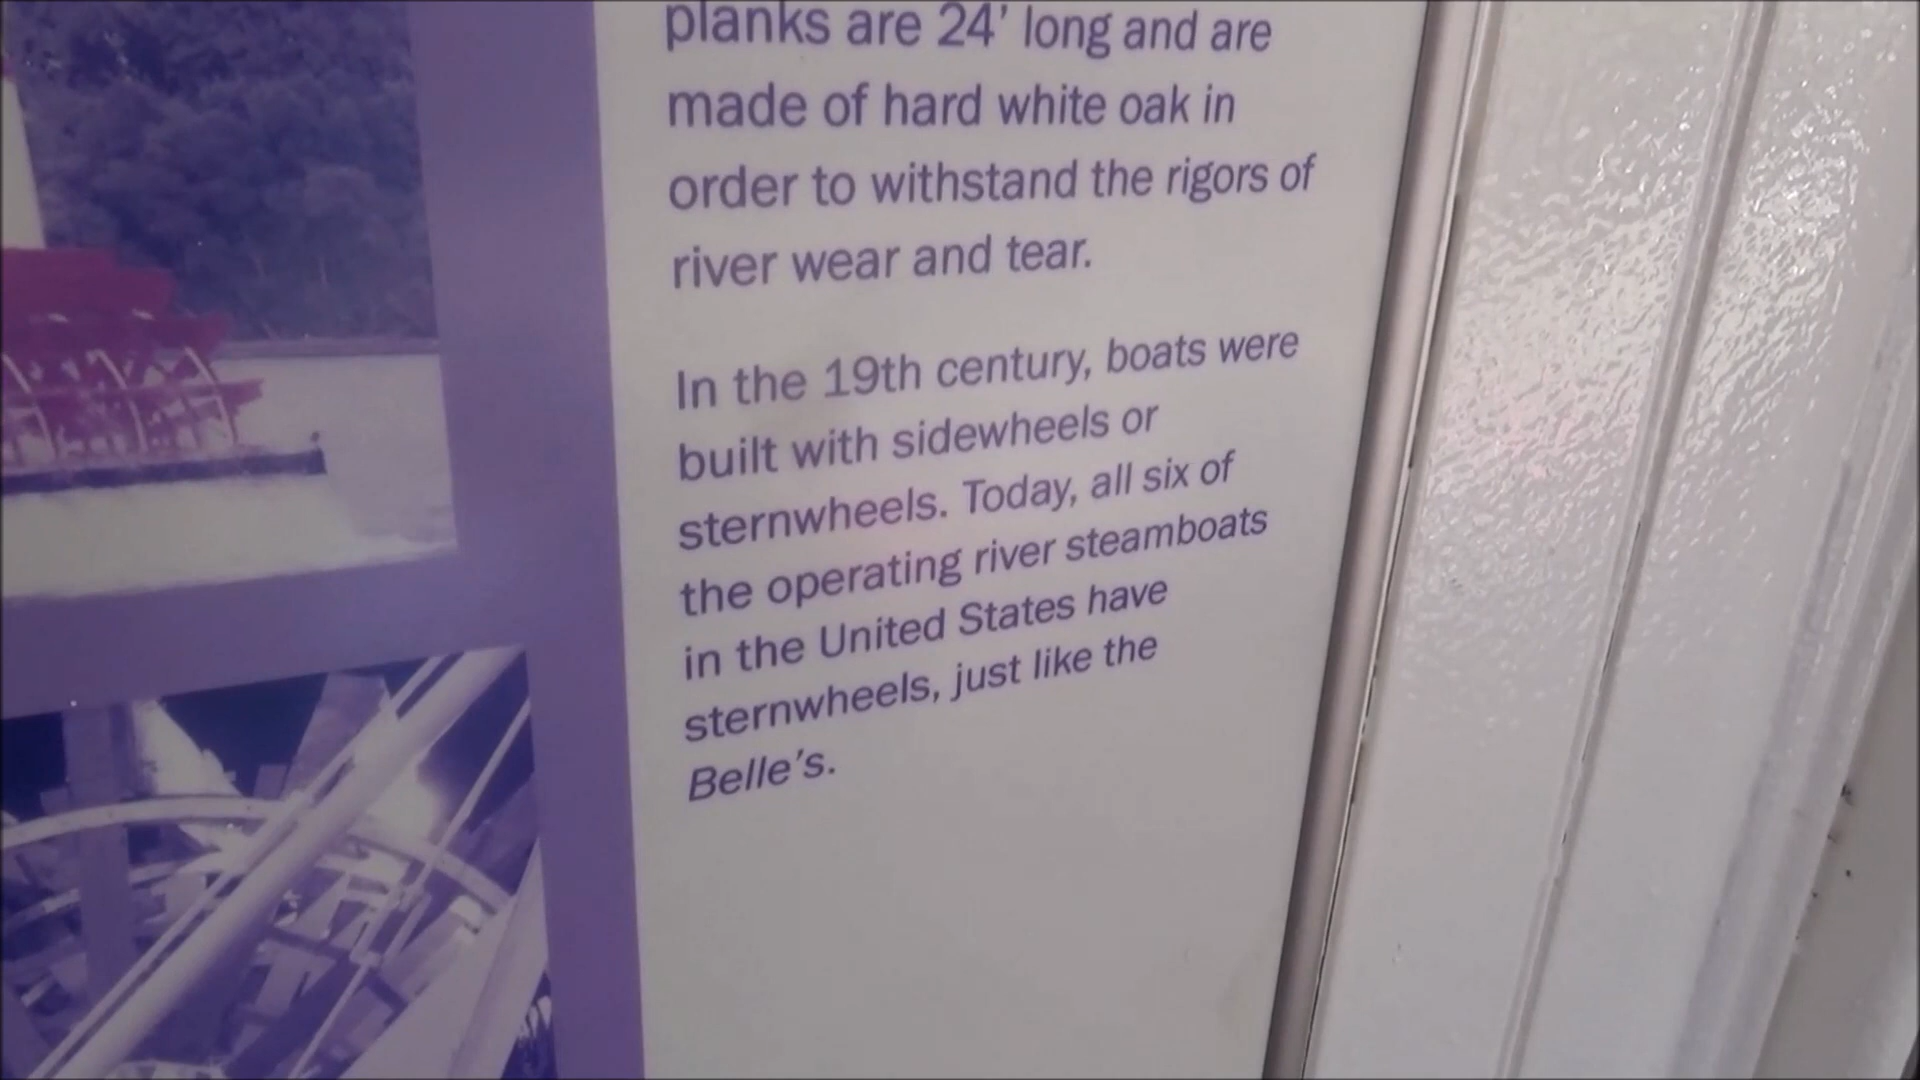 planks are 24' long and are
made of hard white oak in
order to withstand the rigors of
river wear and tear.
In the 19th century, boats were
built with sidewheels or
sternwheels. Today, all six of
the operating river steamboats
in the United States have
sternwheels, just like the
Belle's.